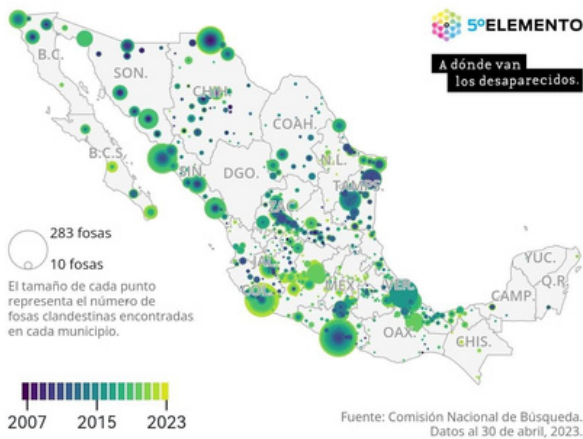 5ºELEMENTO
A dónde van
los desaparecidos.
B.C.
SON.
CHIH.
COAH.
B.C.S.
SIN.
DGO.
N.L.
TAMPS.
ZAC.
283 fosas
10 fosas
El tamaño de cada punto
representa el número de
fosas clandestinas encontradas
en cada municipio.
JAL.
COL.
MEX.
VER.
YUC.
Q.R.
CAMP.
OAX.
CHIS.
2007 2015 2023
Fuente: Comisión Nacional de Búsqueda.
Datos al 30 de abril, 2023.